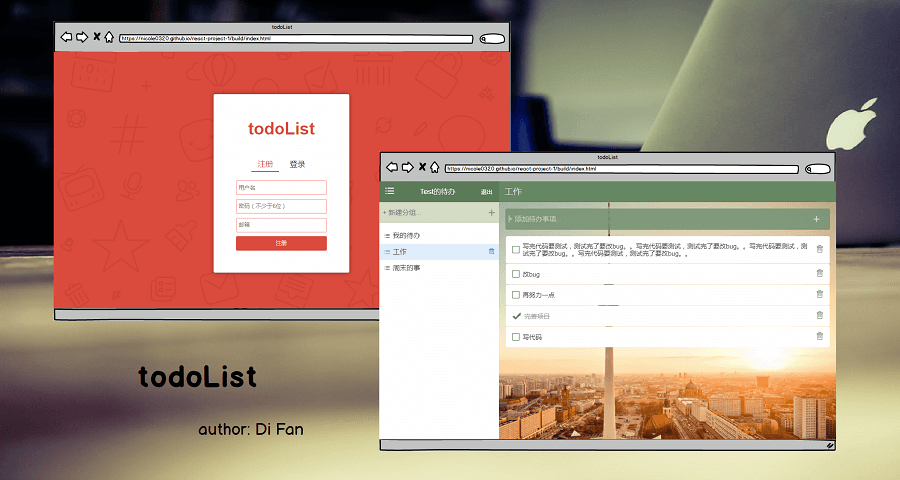 todoList
https://nicole0320.github.io/react-project-1/build/index.html
todoList
注册 登录
用户名
密码（不少于6位）
邮箱
注册
todoList
https://nicole0320.github.io/react-project-1/build/index.html
Test的待办 退出
工作
+ 新建分组...
添加待办事项
我的待办
工作
周末的事
写完代码要测试，测试完了要改bug。。写完代码要测试，测试完了要改bug。。写完代码要测试，测
试完了要改bug。。写完代码要测试，测试完了要改bug。。
改bug
再努力一点
完善项目
写代码
todoList
author: Di Fan